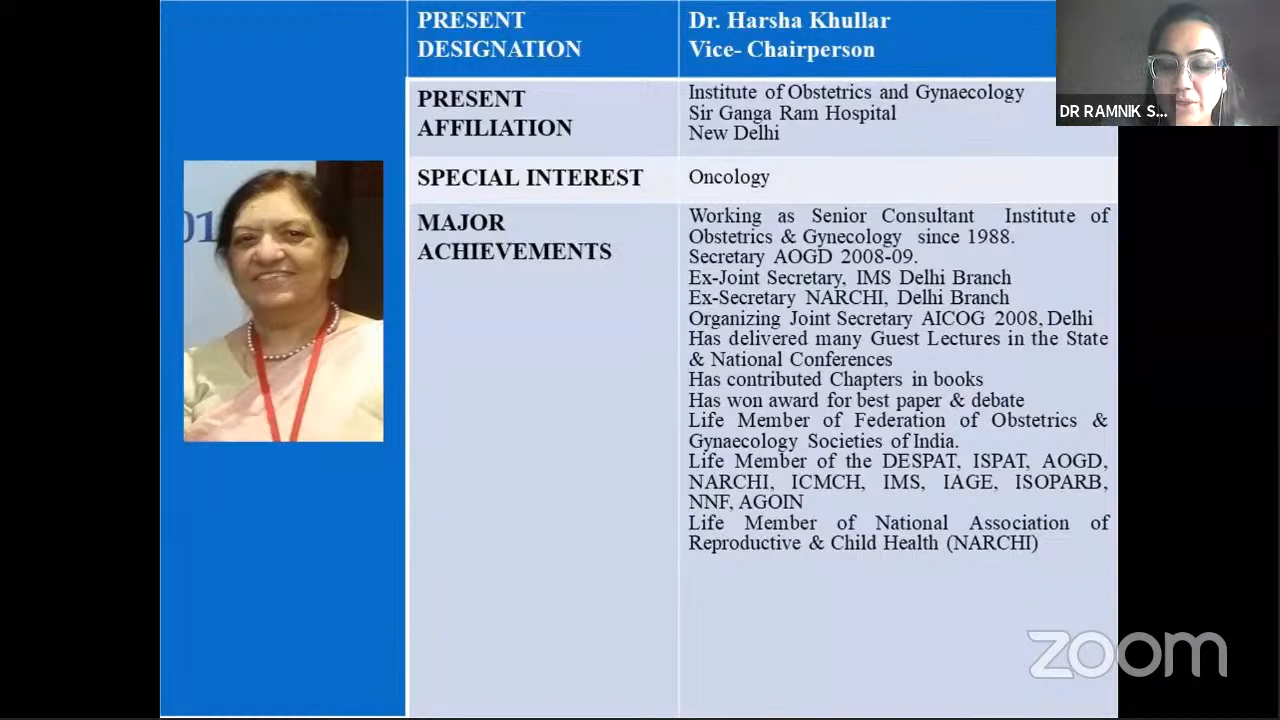 PRESENT
DESIGNATION
Dr. Harsha Khullar
Vice- Chairperson
DR RAMNIK S...
PRESENT
AFFILIATION
Institute of Obstetrics and Gynaecology
Sir Ganga Ram Hospital
New Delhi
SPECIAL INTEREST
Oncology
MAJOR
ACHIEVEMENTS
Working as Senior Consultant Institute of
Obstetrics & Gynecology since 1988.
Secretary AOGD 2008-09.
Ex-Joint Secretary, IMS Delhi Branch
Ex-Secretary NARCHI, Delhi Branch
Organizing Joint Secretary AICOG 2008, Delhi
Has delivered many Guest Lectures in the State
& National Conferences
Has contributed Chapters in books
Has won award for best paper & debate
Life Member of Federation of Obstetrics &
Gynaecology Societies of India.
Life Member of the DESPAT, ISPAT, AOGD,
NARCHI, ICMCH, IMS, IAGE, ISOPARB,
NNF, AGOIN
Life Member of National Association of
Reproductive & Child Health (NARCHI)
01
zoom